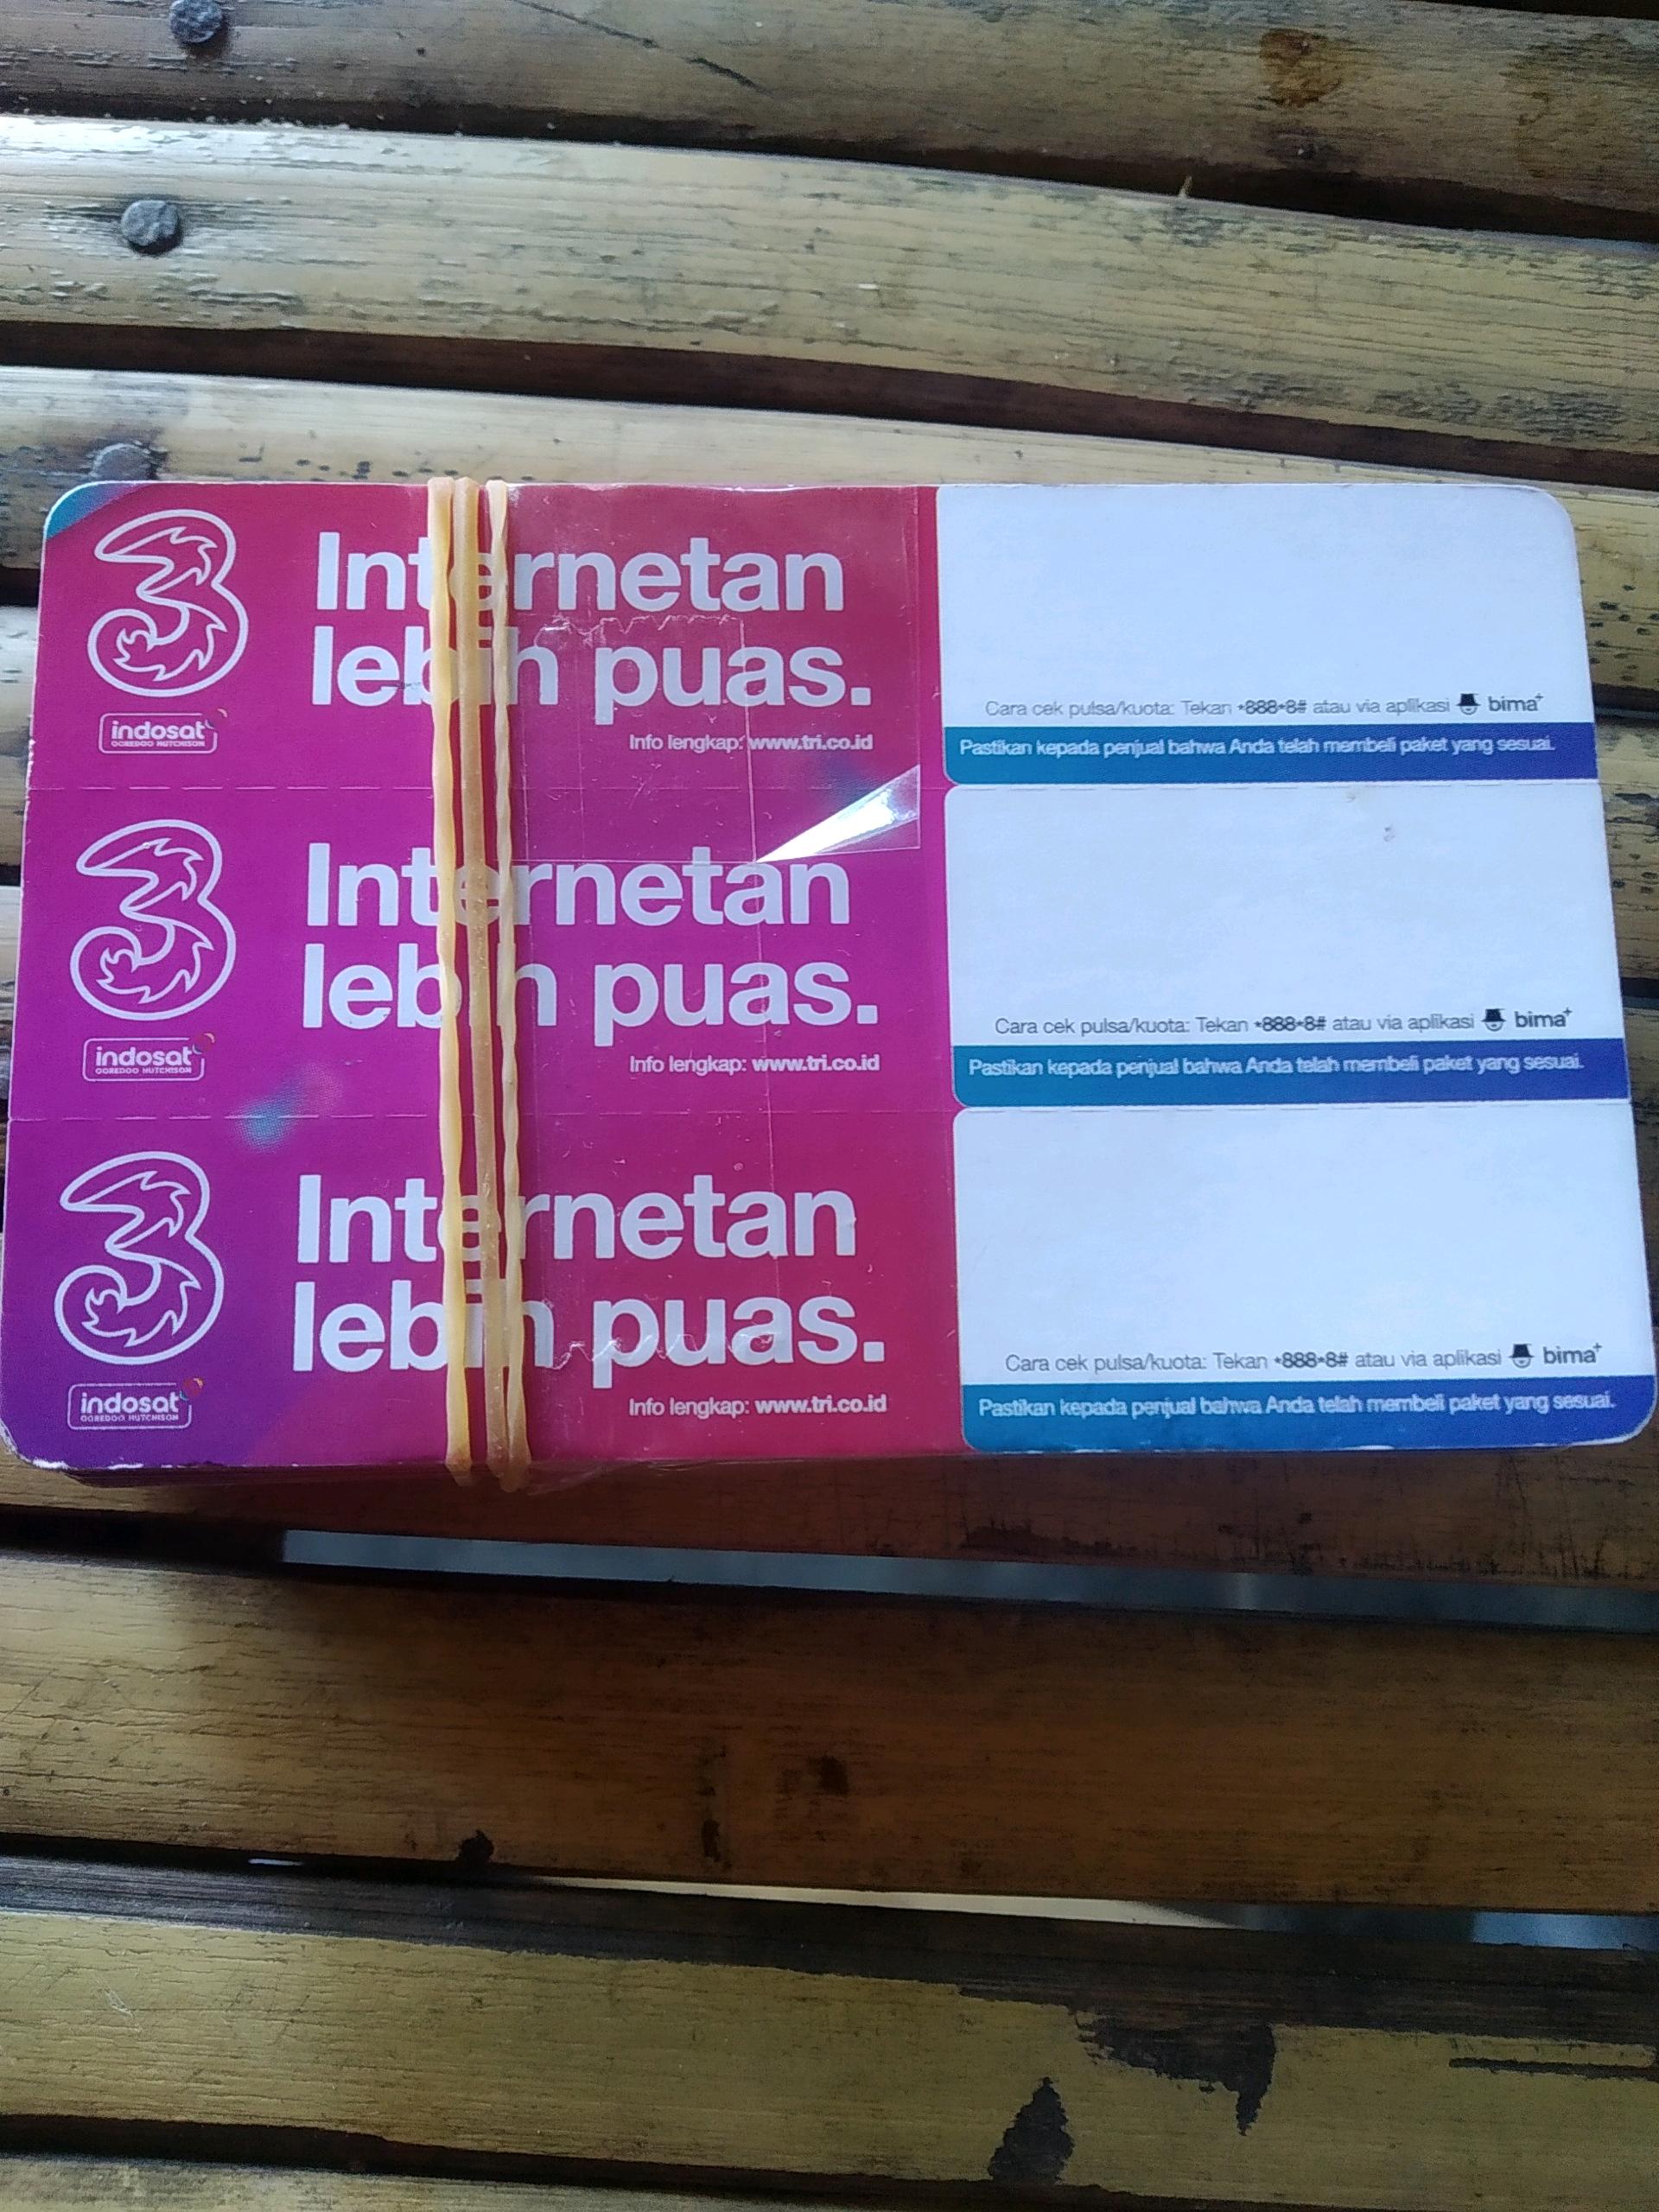 3
Internetan
lebih puas.
indosat
OOREDOO HUTCHISON
Info lengkap: www.tri.co.id
Cara cek pulsa/kuota: Tekan *888*8# atau via aplikasi bima+
Pastikan kepada penjual bahwa Anda telah membeli paket yang sesuai.
3
Internetan
lebih puas.
indosat
OOREDOO HUTCHISON
Info lengkap: www.tri.co.id
Cara cek pulsa/kuota: Tekan *888*8# atau via aplikasi bima+
Pastikan kepada penjual bahwa Anda telah membeli paket yang sesuai.
3
Internetan
lebih puas.
indosat
OOREDOO HUTCHISON
Info lengkap: www.tri.co.id
Cara cek pulsa/kuota: Tekan *888*8# atau via aplikasi bima+
Pastikan kepada penjual bahwa Anda telah membeli paket yang sesuai.